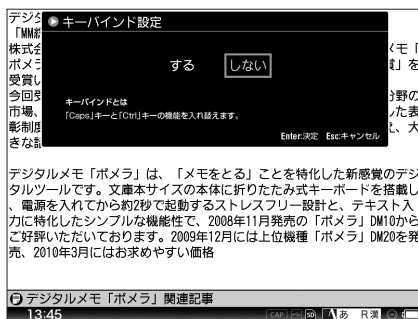 デジタ
キーバインド設定
「MM総
株式会
メモ「
ポメラ
する
しない
賞」を
受賞し
今回受
分野の
市場、
キーバインドとは
した表
彰制度
「Caps」キーと「Ctrl」キーの機能を入れ替えます。
、大
きな話
Enter:決定 Esc:キャンセル
デジタルメモ「ポメラ」は、「メモをとる」ことを特化した新感覚のデジ
タルツールです。文庫本サイズの本体に折りたたみ式キーボードを搭載し
、電源を入れてから約2秒で起動するストレスフリー設計と、テキスト入
力に特化したシンプルな機能性で、2008年11月発売の「ポメラ」DM10から
ご好評いただいております。2009年12月には上位機種「ポメラ」DM20を発
売、2010年3月にはお求めやすい価格
デジタルメモ「ポメラ」関連記事
13:45 CAP SD あ R漢